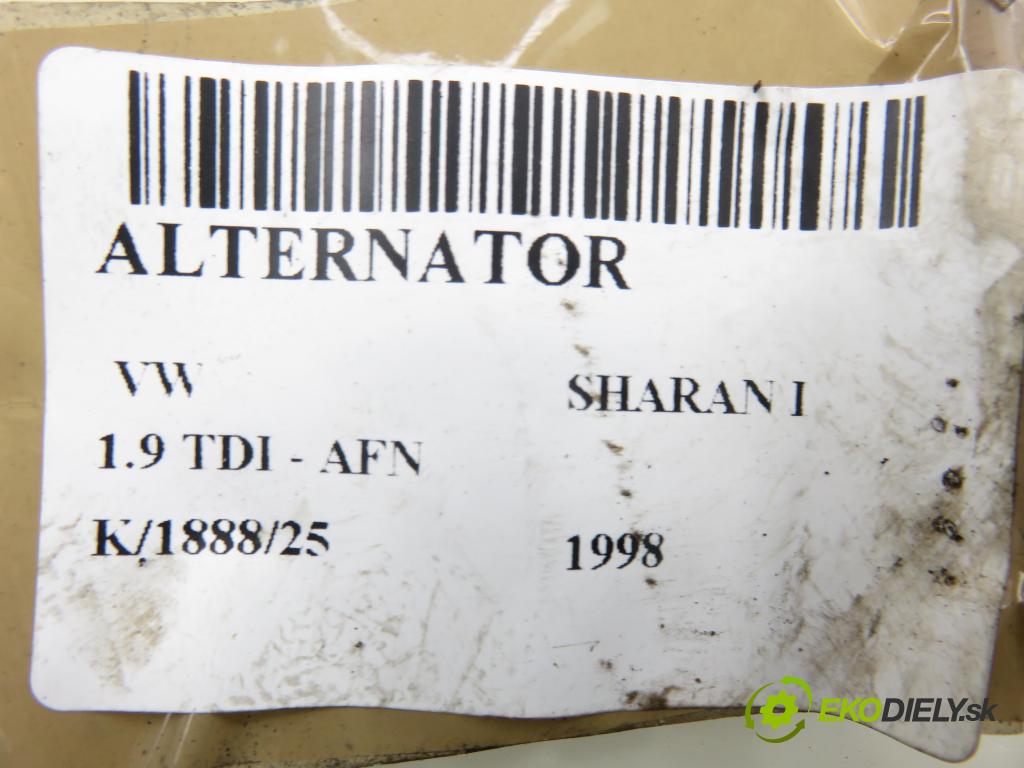 ALTERNATOR
VW SHARAN I
1.9 TDI - AFN
K/1888/25 1998
EKODIELY.sk